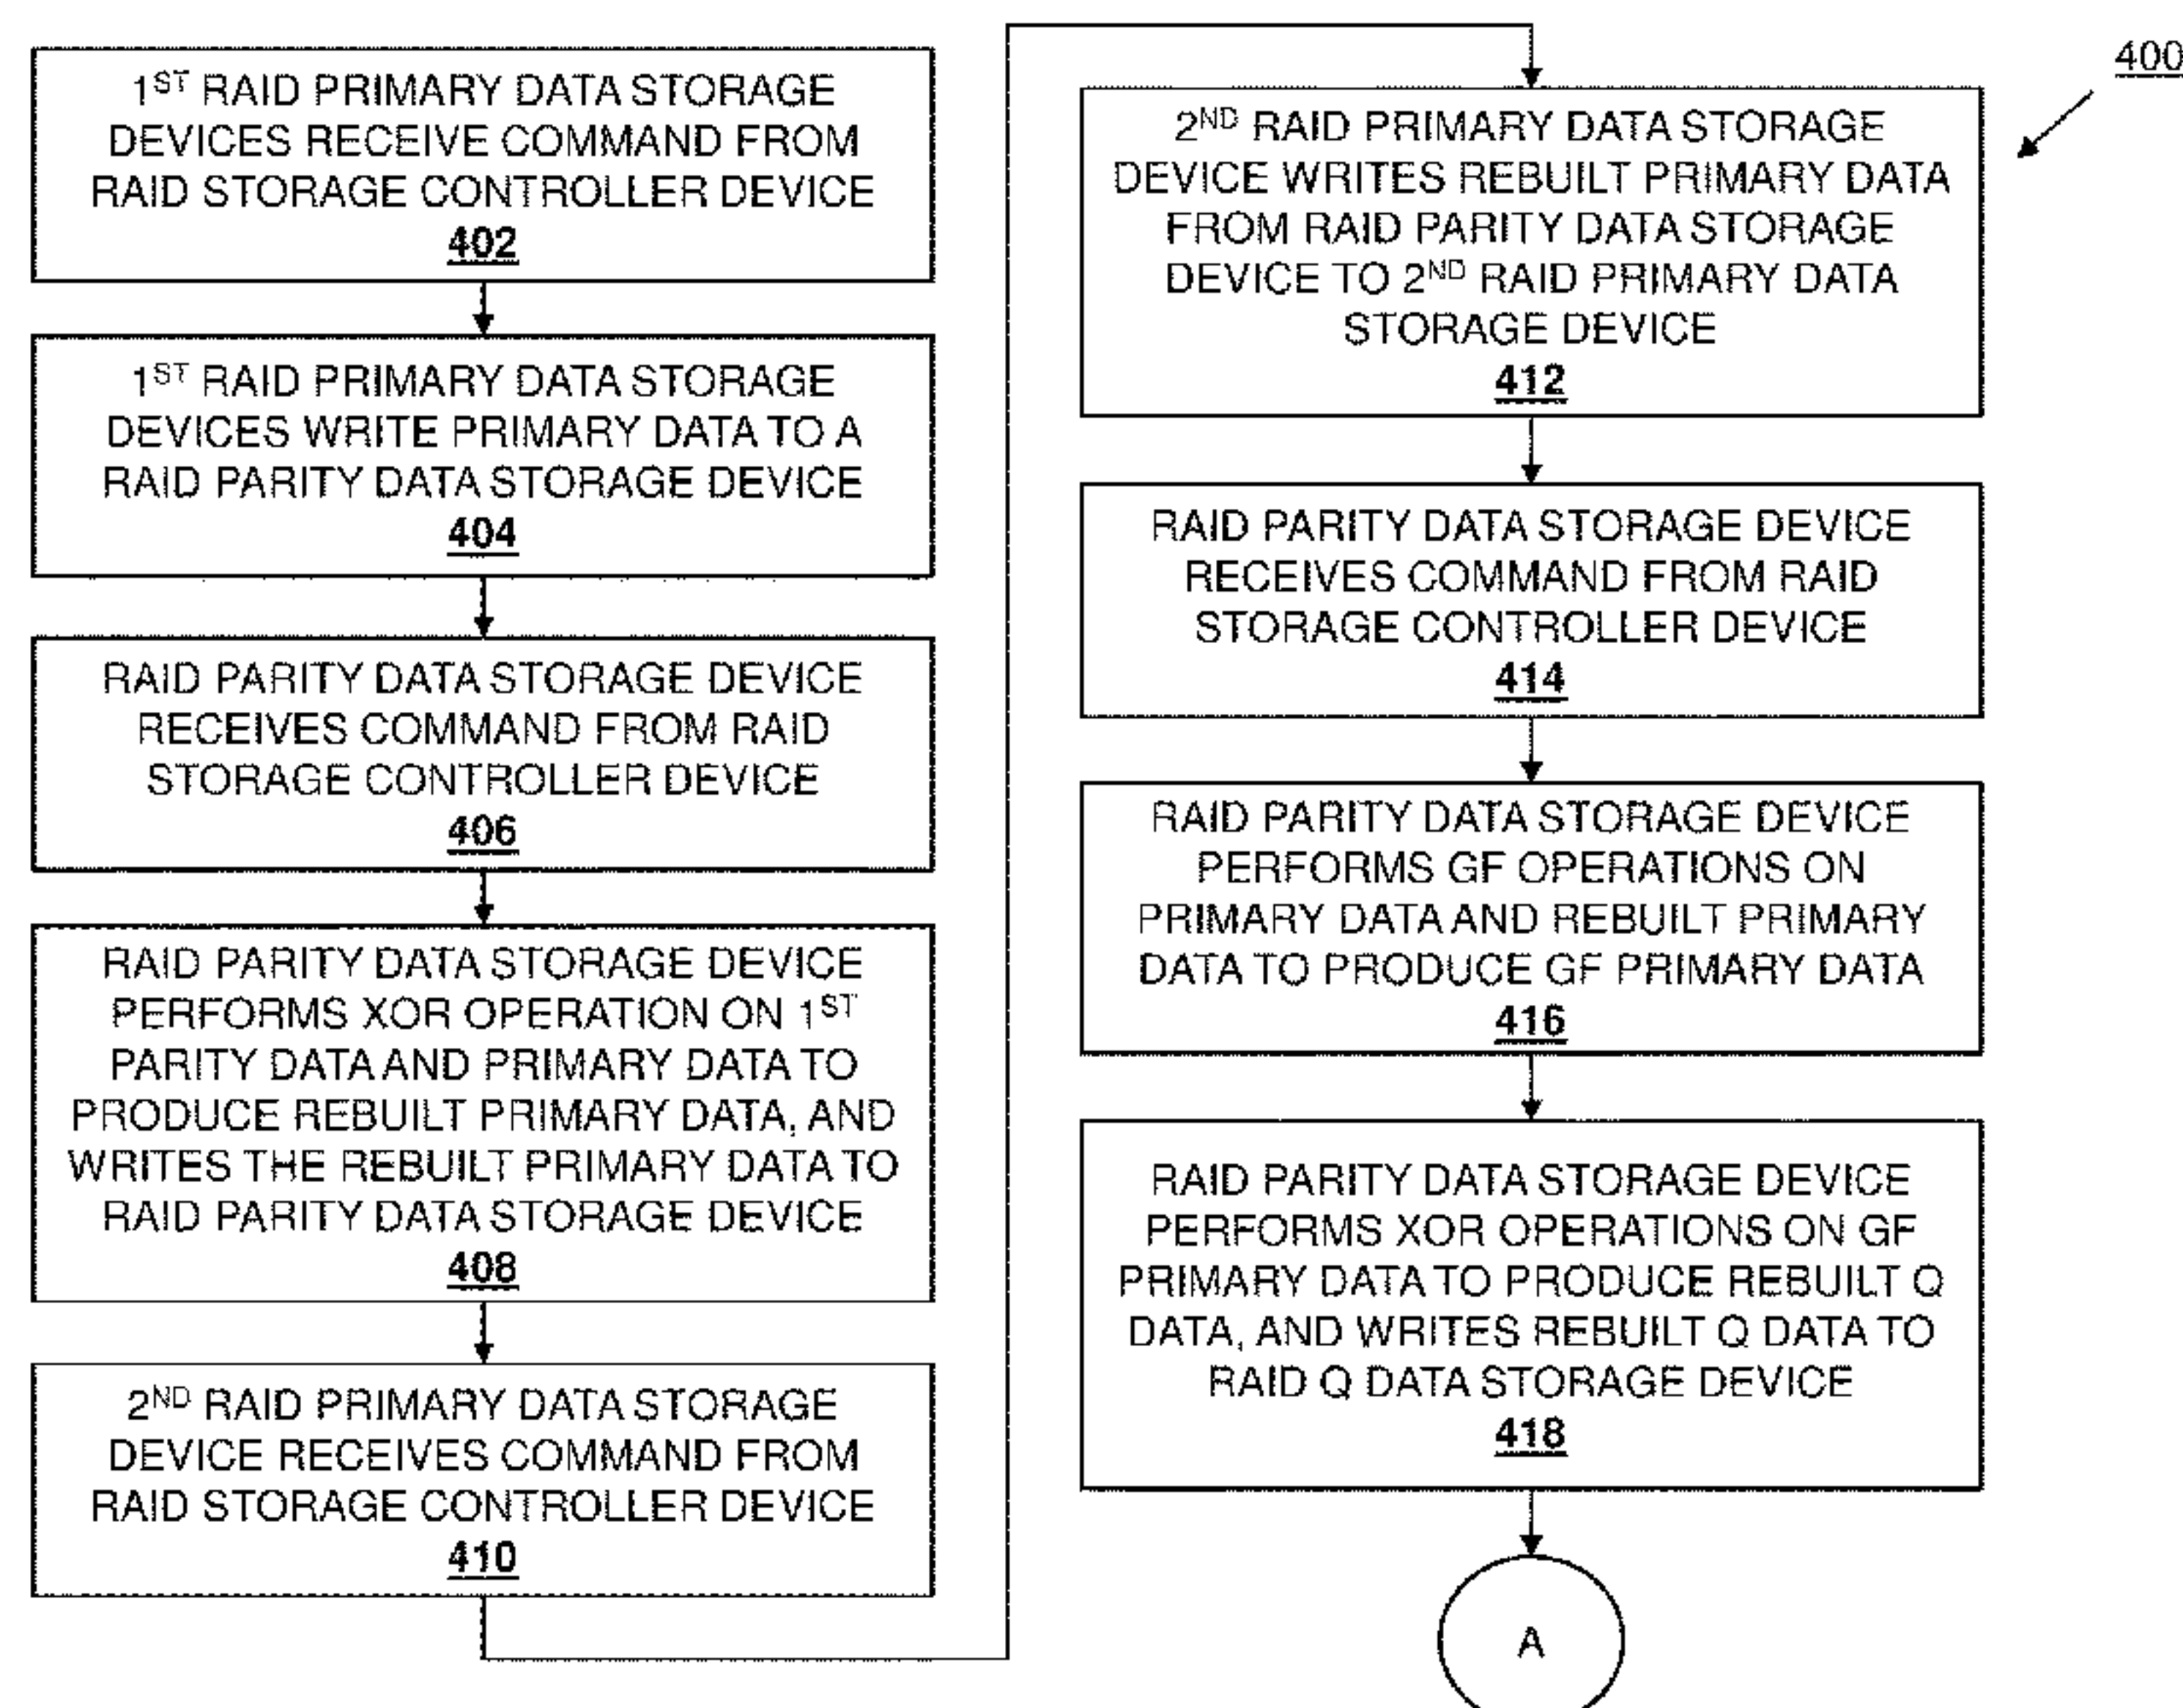 1ST RAID PRIMARY DATA STORAGE
DEVICES RECEIVE COMMAND FROM
RAID STORAGE CONTROLLER DEVICE
402
1ST RAID PRIMARY DATA STORAGE
DEVICES WRITE PRIMARY DATA TO A
RAID PARITY DATA STORAGE DEVICE
404
RAID PARITY DATA STORAGE DEVICE
RECEIVES COMMAND FROM RAID
STORAGE CONTROLLER DEVICE
406
RAID PARITY DATA STORAGE DEVICE
PERFORMS XOR OPERATION ON 1ST
PARITY DATA AND PRIMARY DATA TO
PRODUCE REBUILT PRIMARY DATA, AND
WRITES THE REBUILT PRIMARY DATA TO
RAID PARITY DATA STORAGE DEVICE
408
2ND RAID PRIMARY DATA STORAGE
DEVICE RECEIVES COMMAND FROM
RAID STORAGE CONTROLLER DEVICE
410
400
2ND RAID PRIMARY DATA STORAGE
DEVICE WRITES REBUILT PRIMARY DATA
FROM RAID PARITY DATA STORAGE
DEVICE TO 2ND RAID PRIMARY DATA
STORAGE DEVICE
412
RAID PARITY DATA STORAGE DEVICE
RECEIVES COMMAND FROM RAID
STORAGE CONTROLLER DEVICE
414
RAID PARITY DATA STORAGE DEVICE
PERFORMS GF OPERATIONS ON
PRIMARY DATA AND REBUILT PRIMARY
DATA TO PRODUCE GF PRIMARY DATA
416
RAID PARITY DATA STORAGE DEVICE
PERFORMS XOR OPERATIONS ON GF
PRIMARY DATA TO PRODUCE REBUILT Q
DATA, AND WRITES REBUILT Q DATA TO
RAID Q DATA STORAGE DEVICE
418
A